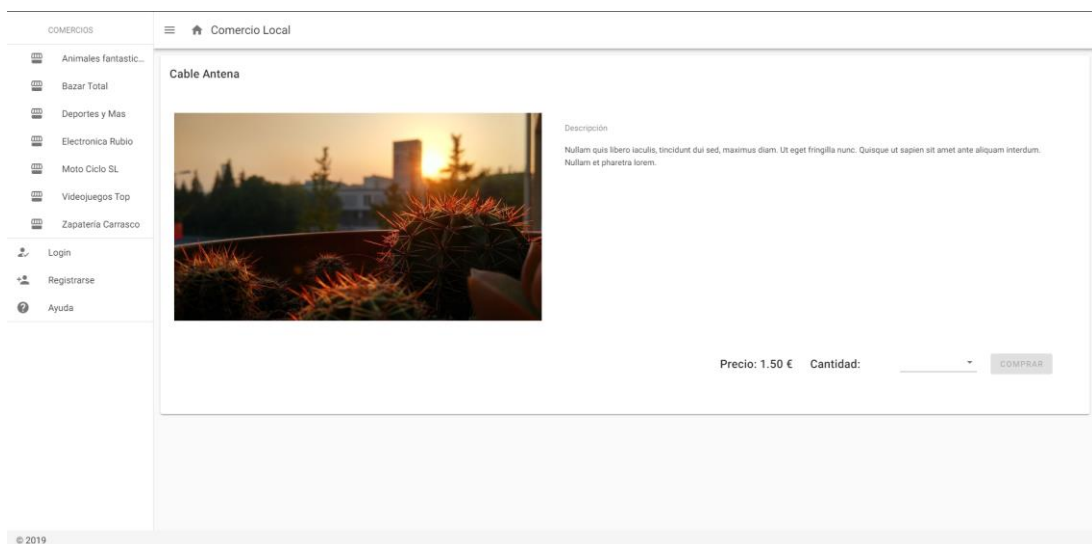 COMERCIOS
Animales fantastic...
Bazar Total
Deportes y Mas
Electronica Rubio
Moto Ciclo SL
Videojuegos Top
Zapatería Carrasco
Login
Registrarse
Ayuda
© 2019
Comercio Local
Cable Antena
Descripción
Nullam quis libero iaculis, tincidunt dui sed, maximus diam. Ut eget fringilla nunc. Quisque ut sapien sit amet ante aliquam interdum.
Nullam et pharetra lorem.
Precio: 1.50 € Cantidad: COMPRAR